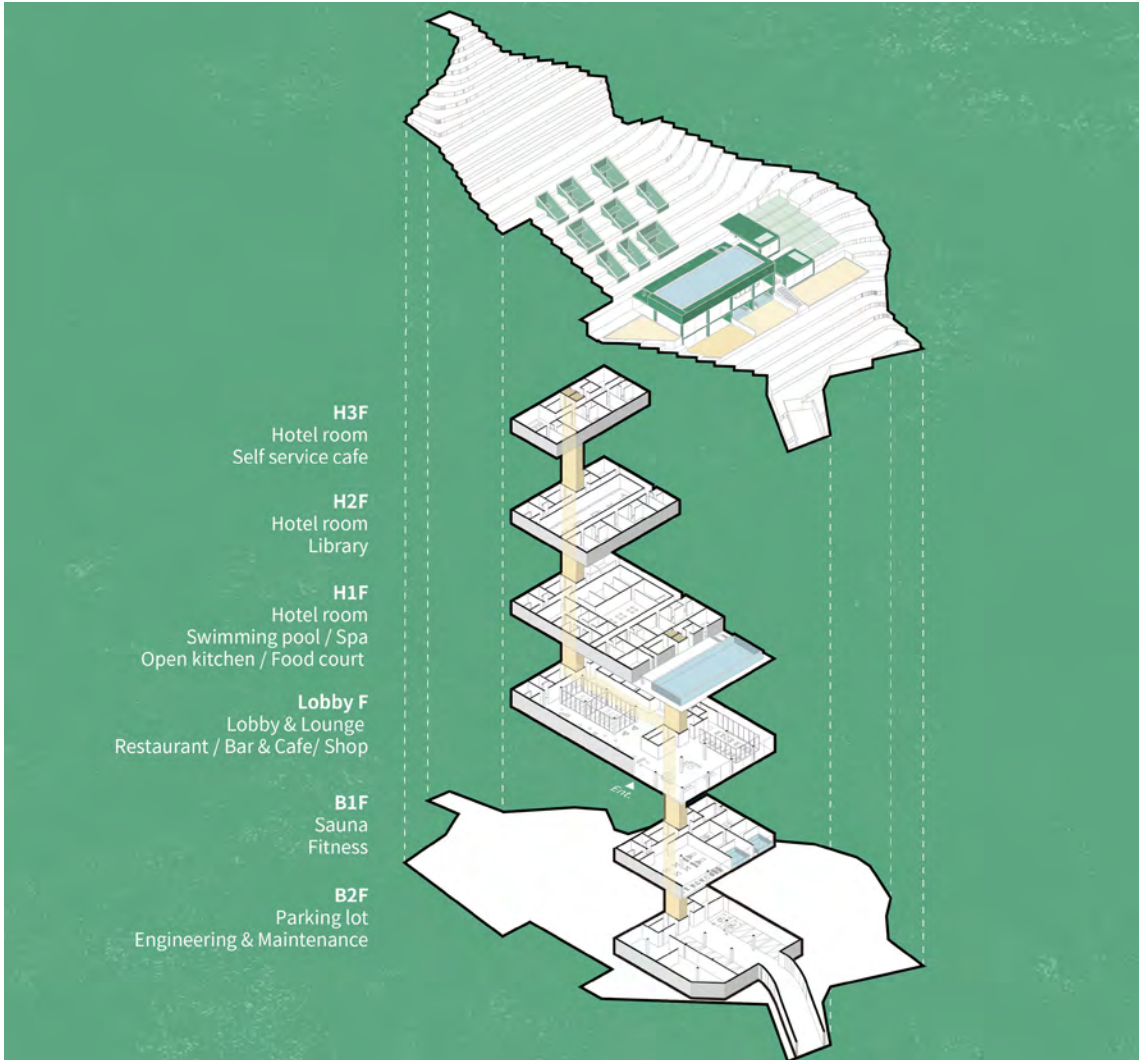 H3F
Hotel room
Self service cafe
H2F
Hotel room
Library
H1F
Hotel room
Swimming pool / Spa
Open kitchen / Food court
Lobby F
Lobby & Lounge
Restaurant / Bar & Cafe/ Shop
Ent.
B1F
Sauna
Fitness
B2F
Parking lot
Engineering & Maintenance